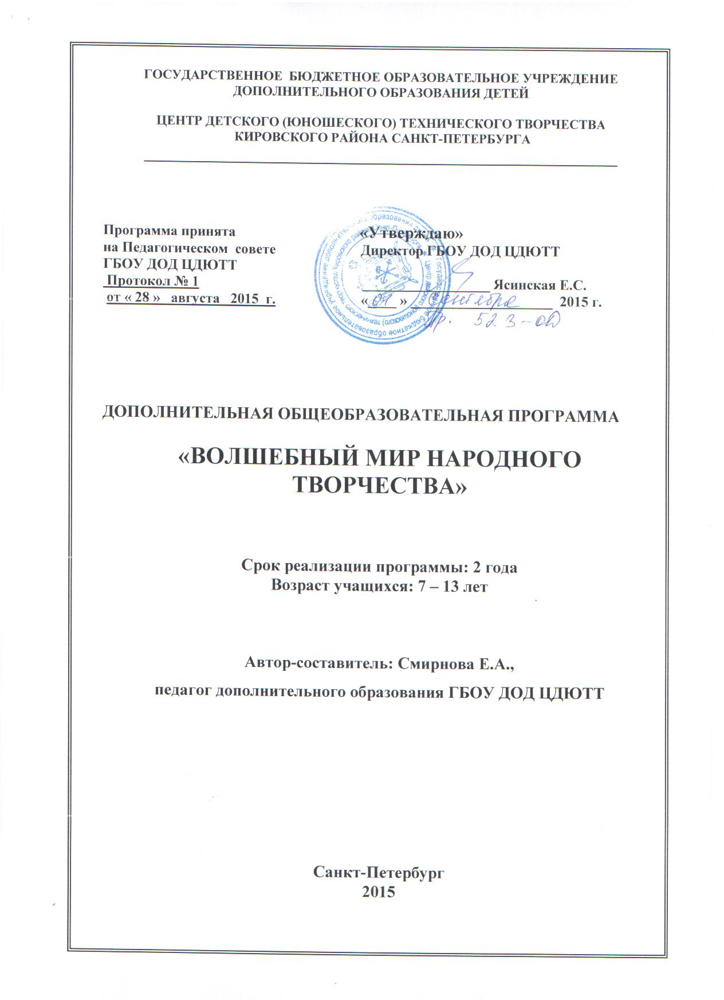 ГОСУДАРСТВЕННОЕ БЮДЖЕТНОЕ ОБРАЗОВАТЕЛЬНОЕ УЧРЕЖДЕНИЕ
ДОПОЛНИТЕЛЬНОГО ОБРАЗОВАНИЯ ДЕТЕЙ
ЦЕНТР ДЕТСКОГО (ЮНОШЕСКОГО) ТЕХНИЧЕСКОГО ТВОРЧЕСТВА
КИРОВСКОГО РАЙОНА САНКТ-ПЕТЕРБУРГА
Программа принята
на Педагогическом совете
ГБОУ ДОД ЦДЮТТ
Протокол № 1
от « 28 » августа 2015 г.
«Утверждаю»
Директор ГБОУ ДОД ЦДЮТТ
Ясинская Е.С.
« 01 » сентября 2015 г.
Пр. 52.3-ОД
ДОПОЛНИТЕЛЬНАЯ ОБЩЕОБРАЗОВАТЕЛЬНАЯ ПРОГРАММА
«ВОЛШЕБНЫЙ МИР НАРОДНОГО
ТВОРЧЕСТВА»
Срок реализации программы: 2 года
Возраст учащихся: 7 – 13 лет
Автор-составитель: Смирнова Е.А.,
педагог дополнительного образования ГБОУ ДОД ЦДЮТТ
Санкт-Петербург
2015